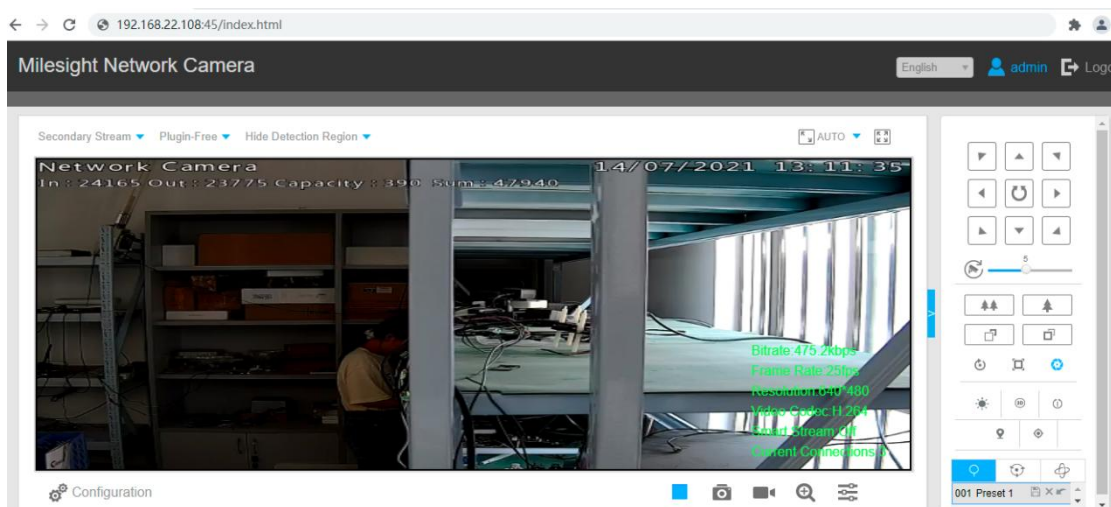 192.168.22.108:45/index.html
Milesight Network Camera
English admin Logo
Secondary Stream Plugin-Free Hide Detection Region AUTO
Network Camera 14/07/2021 13:11:35
In:24165 Out:23775 Capacity:390 Sum:47940
5
Bitrate:475.2kbps
Frame Rate:25fps
Resolution:640*480
Video Codec:H.264
Smart Stream:Off
Current Connections:3
Configuration
001 Preset 1